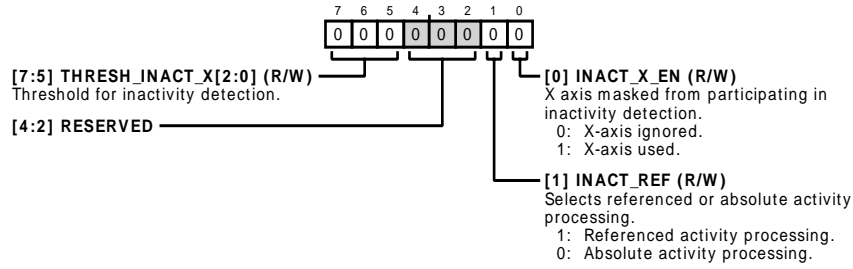 7 6 5 4 3 2 1 0
0 0 0 0 0 0 0 0
[7:5] THRESH_INACT_X[2:0] (R/W)
Threshold for inactivity detection.
[4:2] RESERVED
[0] INACT_X_EN (R/W)
X axis masked from participating in
inactivity detection.
0: X-axis ignored.
1: X-axis used.
[1] INACT_REF (R/W)
Selects referenced or absolute activity
processing.
1: Referenced activity processing.
0: Absolute activity processing.